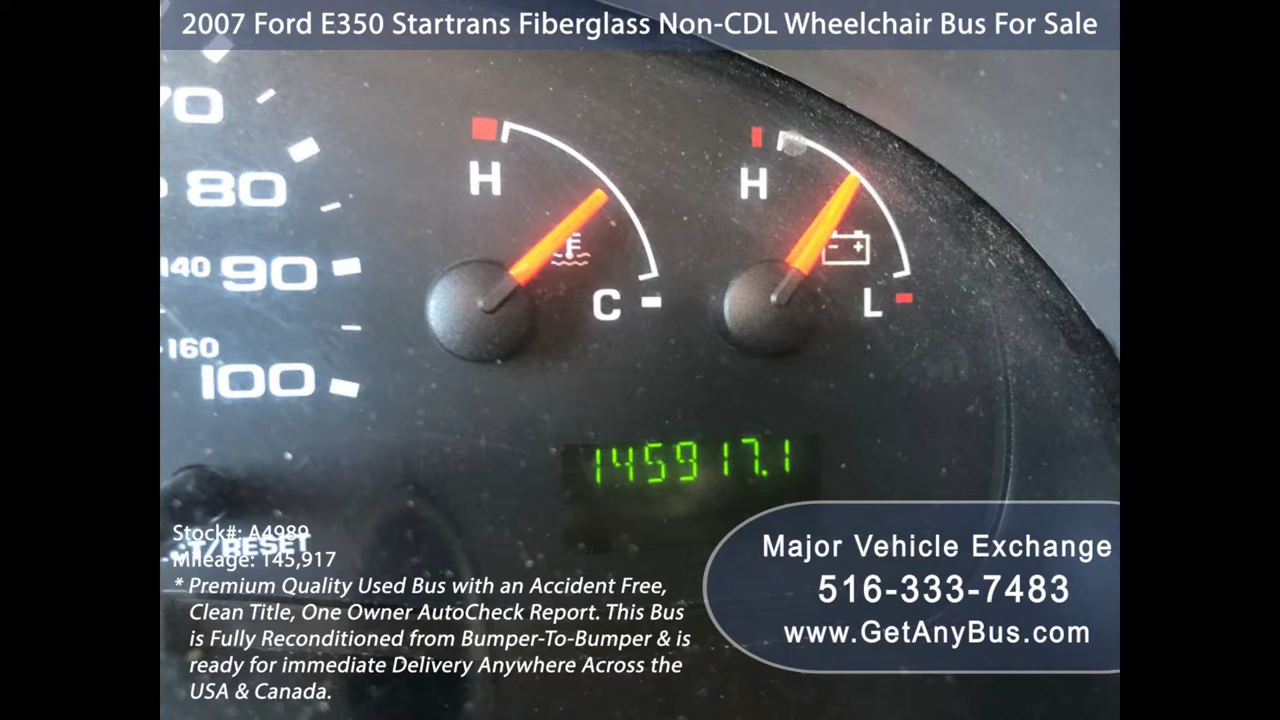 2007 Ford E350 Startrans Fiberglass Non-CDL Wheelchair Bus For Sale
70
80
140 90
160
100
H
C
H
L
145917.1
Stock#: A4989
Mileage: 145,917
* Premium Quality Used Bus with an Accident Free,
Clean Title, One Owner AutoCheck Report. This Bus
is Fully Reconditioned from Bumper-To-Bumper & is
ready for immediate Delivery Anywhere Across the
USA & Canada.
T/RESET
Major Vehicle Exchange
516-333-7483
www.GetAnyBus.com